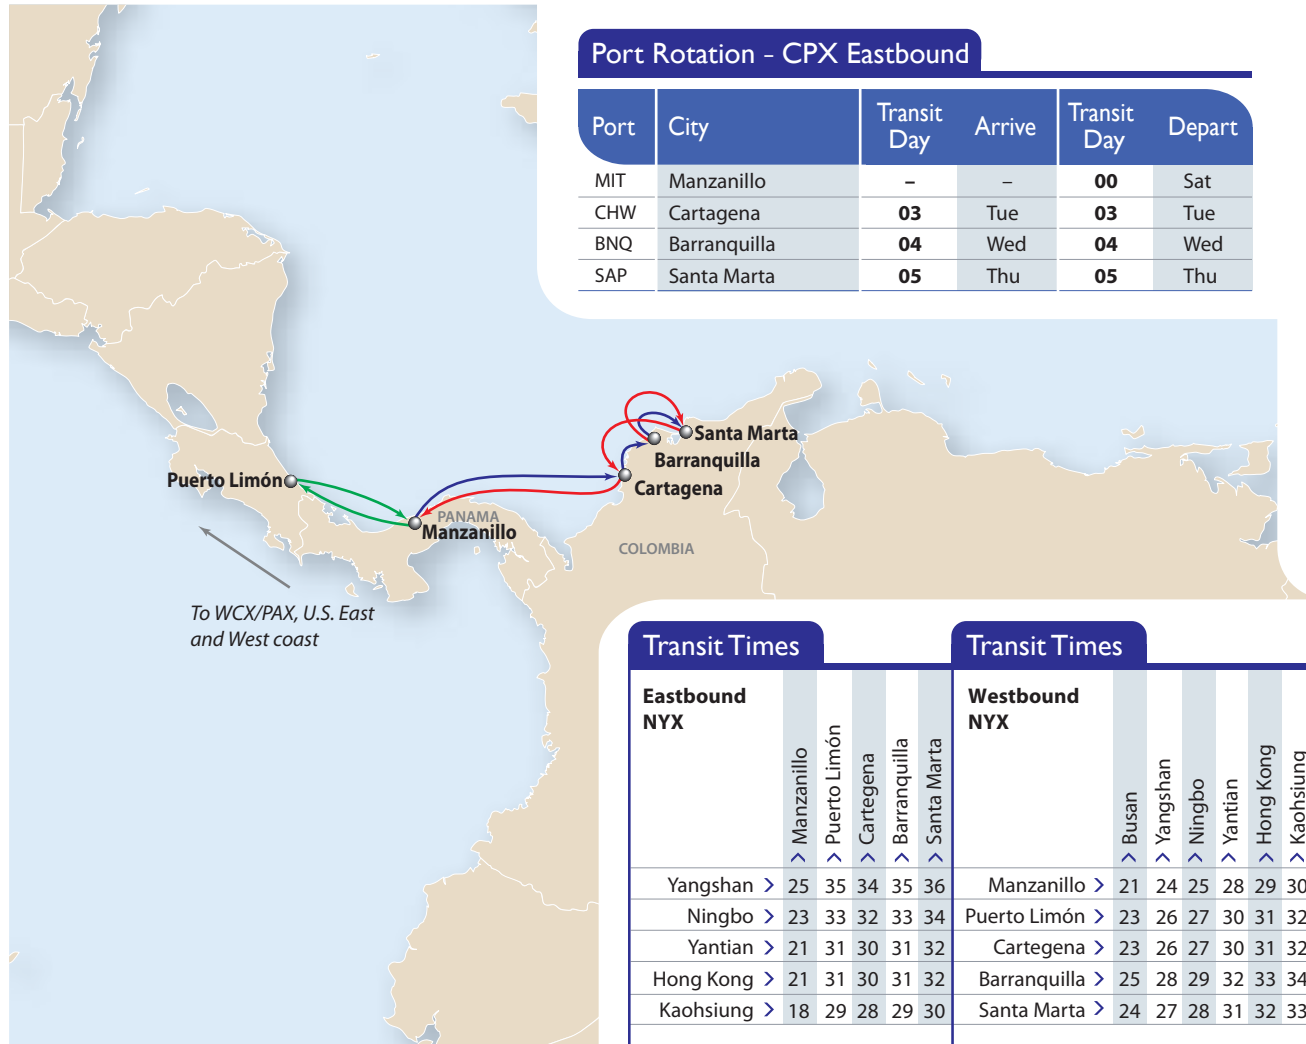 Port Rotation - CPX Eastbound
Port City Transit Day Arrive Transit Day Depart
MIT Manzanillo – – 00 Sat
CHW Cartagena 03 Tue 03 Tue
BNQ Barranquilla 04 Wed 04 Wed
SAP Santa Marta 05 Thu 05 Thu
Santa Marta
Barranquilla
Cartagena
Puerto Limón
PANAMA
Manzanillo
COLOMBIA
To WCX/PAX, U.S. East
and West coast
Transit Times
Eastbound
NYX
Manzanillo Puerto Limón Cartegena Barranquilla Santa Marta
Yangshan 25 35 34 35 36
Ningbo 23 33 32 33 34
Yantian 21 31 30 31 32
Hong Kong 21 31 30 31 32
Kaohsiung 18 29 28 29 30
Transit Times
Westbound
NYX
Busan Yangshan Ningbo Yantian Hong Kong Kaohsiung
Manzanillo 21 24 25 28 29 30
Puerto Limón 23 26 27 30 31 32
Cartegena 23 26 27 30 31 32
Barranquilla 25 28 29 32 33 34
Santa Marta 24 27 28 31 32 33